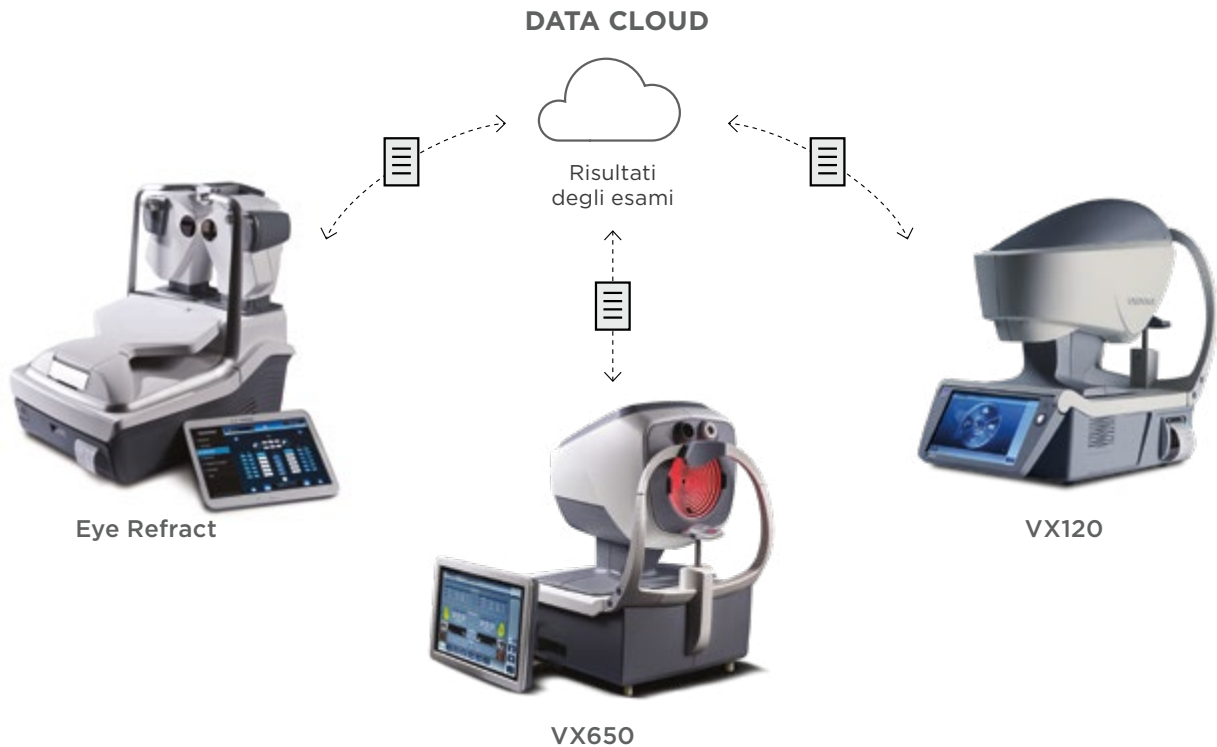 DATA CLOUD
Risultati
degli esami
Eye Refract
VX120
VX650